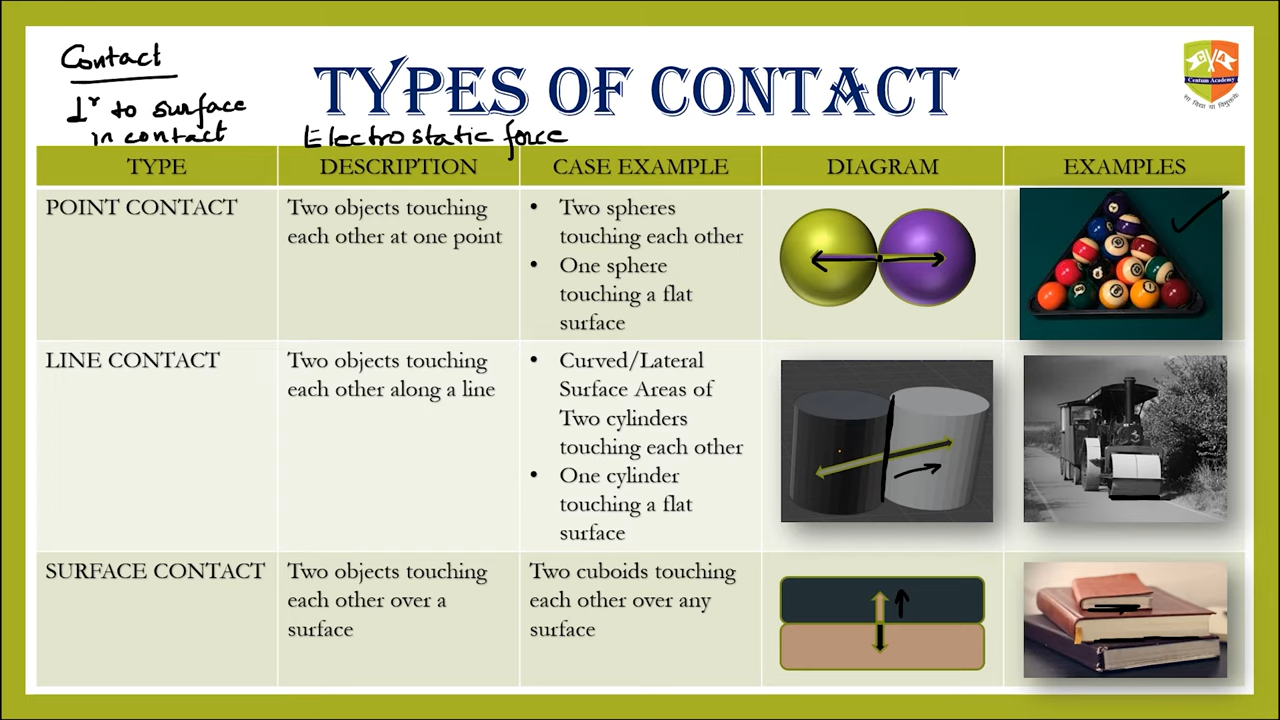 Contact
TYPES OF CONTACT
Ir to surface
in contact
Electrostatic force
Centum Academy
सा विद्या या विमुक्तये
TYPE
DESCRIPTION
CASE EXAMPLE
DIAGRAM
EXAMPLES
POINT CONTACT
Two objects touching
each other at one point
• Two spheres
touching each other
• One sphere
touching a flat
surface
LINE CONTACT
Two objects touching
each other along a line
• Curved/Lateral
Surface Areas of
Two cylinders
touching each other
• One cylinder
touching a flat
surface
SURFACE CONTACT
Two objects touching
each other over a
surface
Two cuboids touching
each other over any
surface